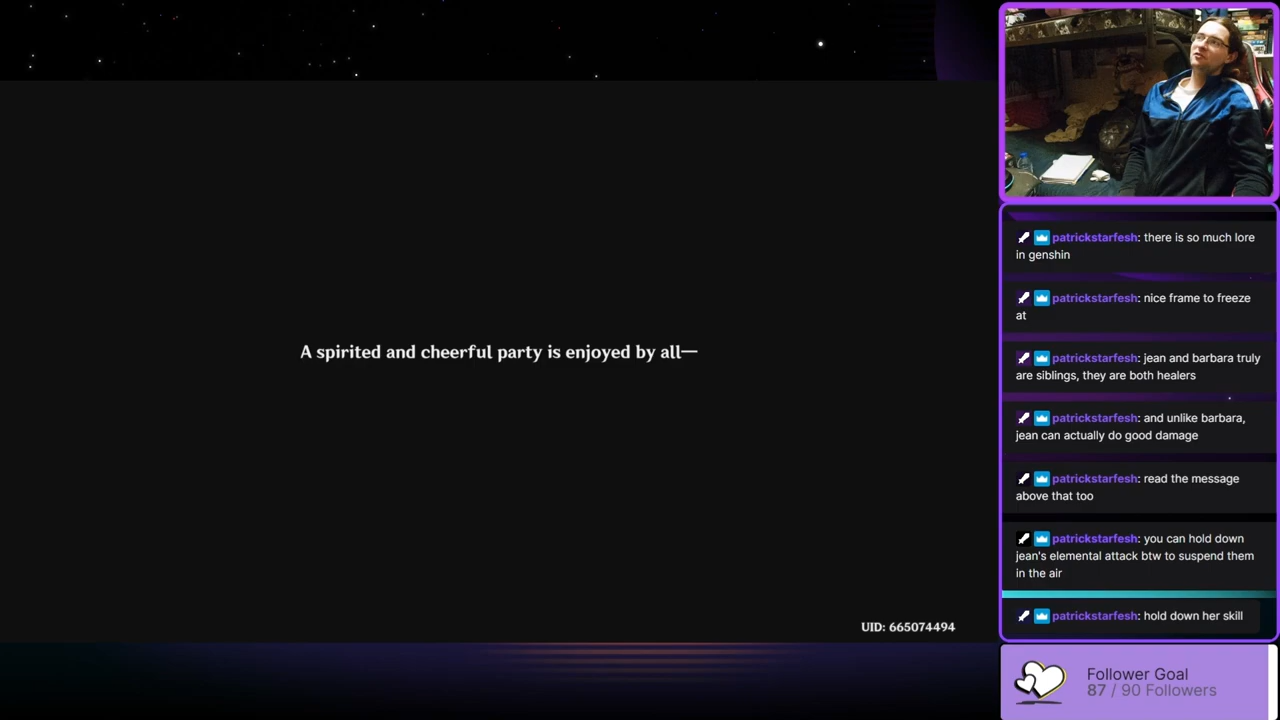 A spirited and cheerful party is enjoyed by all—
UID: 665074494
patrickstarfesh: there is so much lore
in genshin
patrickstarfesh: nice frame to freeze
at
patrickstarfesh: jean and barbara truly
are siblings, they are both healers
patrickstarfesh: and unlike barbara,
jean can actually do good damage
patrickstarfesh: read the message
above that too
patrickstarfesh: you can hold down
jean's elemental attack btw to suspend them
in the air
patrickstarfesh: hold down her skill
Follower Goal
87 / 90 Followers